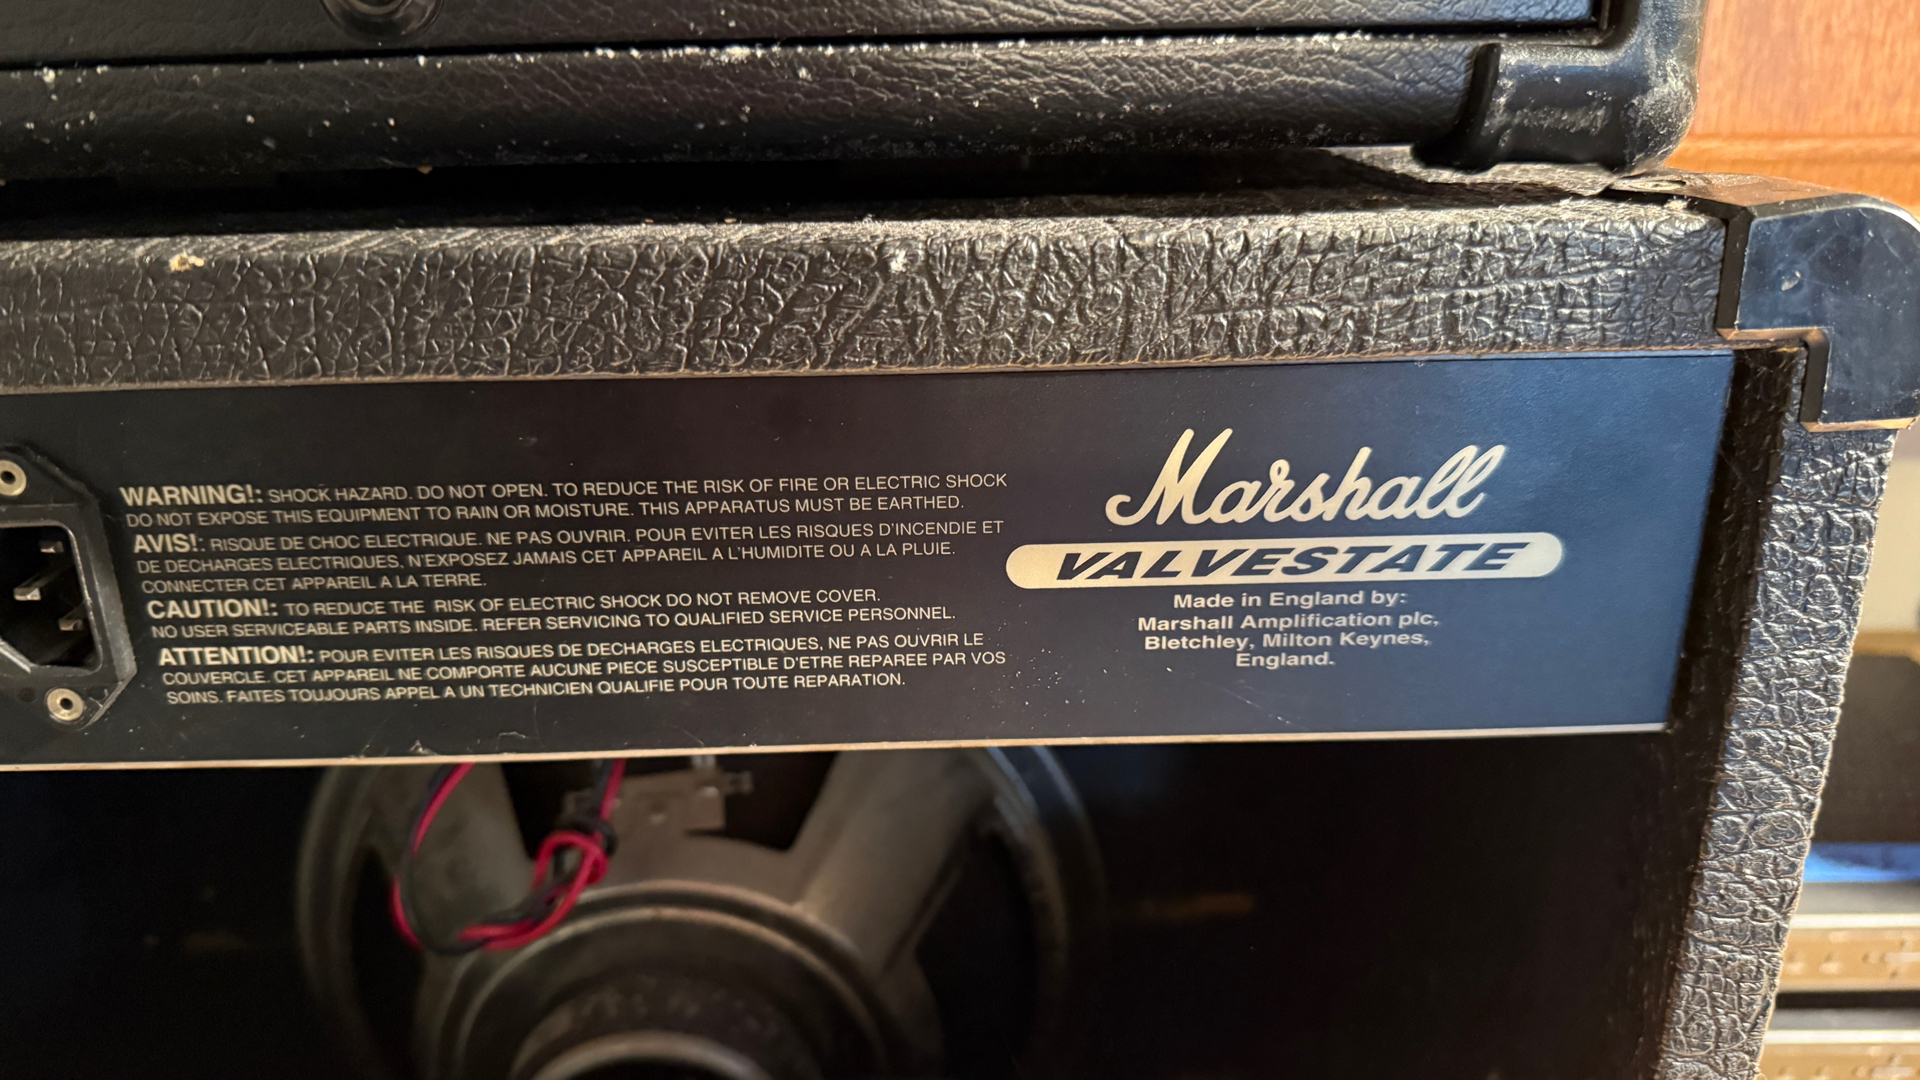 WARNING!: SHOCK HAZARD. DO NOT OPEN. TO REDUCE THE RISK OF FIRE OR ELECTRIC SHOCK
DO NOT EXPOSE THIS EQUIPMENT TO RAIN OR MOISTURE. THIS APPARATUS MUST BE EARTHED.
AVIS!: RISQUE DE CHOC ELECTRIQUE. NE PAS OUVRIR. POUR EVITER LES RISQUES D'INCENDIE ET
DE DECHARGES ELECTRIQUES, N'EXPOSEZ JAMAIS CET APPAREIL A L'HUMIDITE OU A LA PLUIE.
CONNECTER CET APPAREIL A LA TERRE.
CAUTION!: TO REDUCE THE RISK OF ELECTRIC SHOCK DO NOT REMOVE COVER.
NO USER SERVICEABLE PARTS INSIDE. REFER SERVICING TO QUALIFIED SERVICE PERSONNEL.
ATTENTION!: POUR EVITER LES RISQUES DE DECHARGES ELECTRIQUES, NE PAS OUVRIR LE
COUVERCLE. CET APPAREIL NE COMPORTE AUCUNE PIECE SUSCEPTIBLE D'ETRE REPAREE PAR VOS
SOINS. FAITES TOUJOURS APPEL A UN TECHNICIEN QUALIFIE POUR TOUTE REPARATION.
Marshall
VALVESTATE
Made in England by:
Marshall Amplification plc,
Bletchley, Milton Keynes,
England.